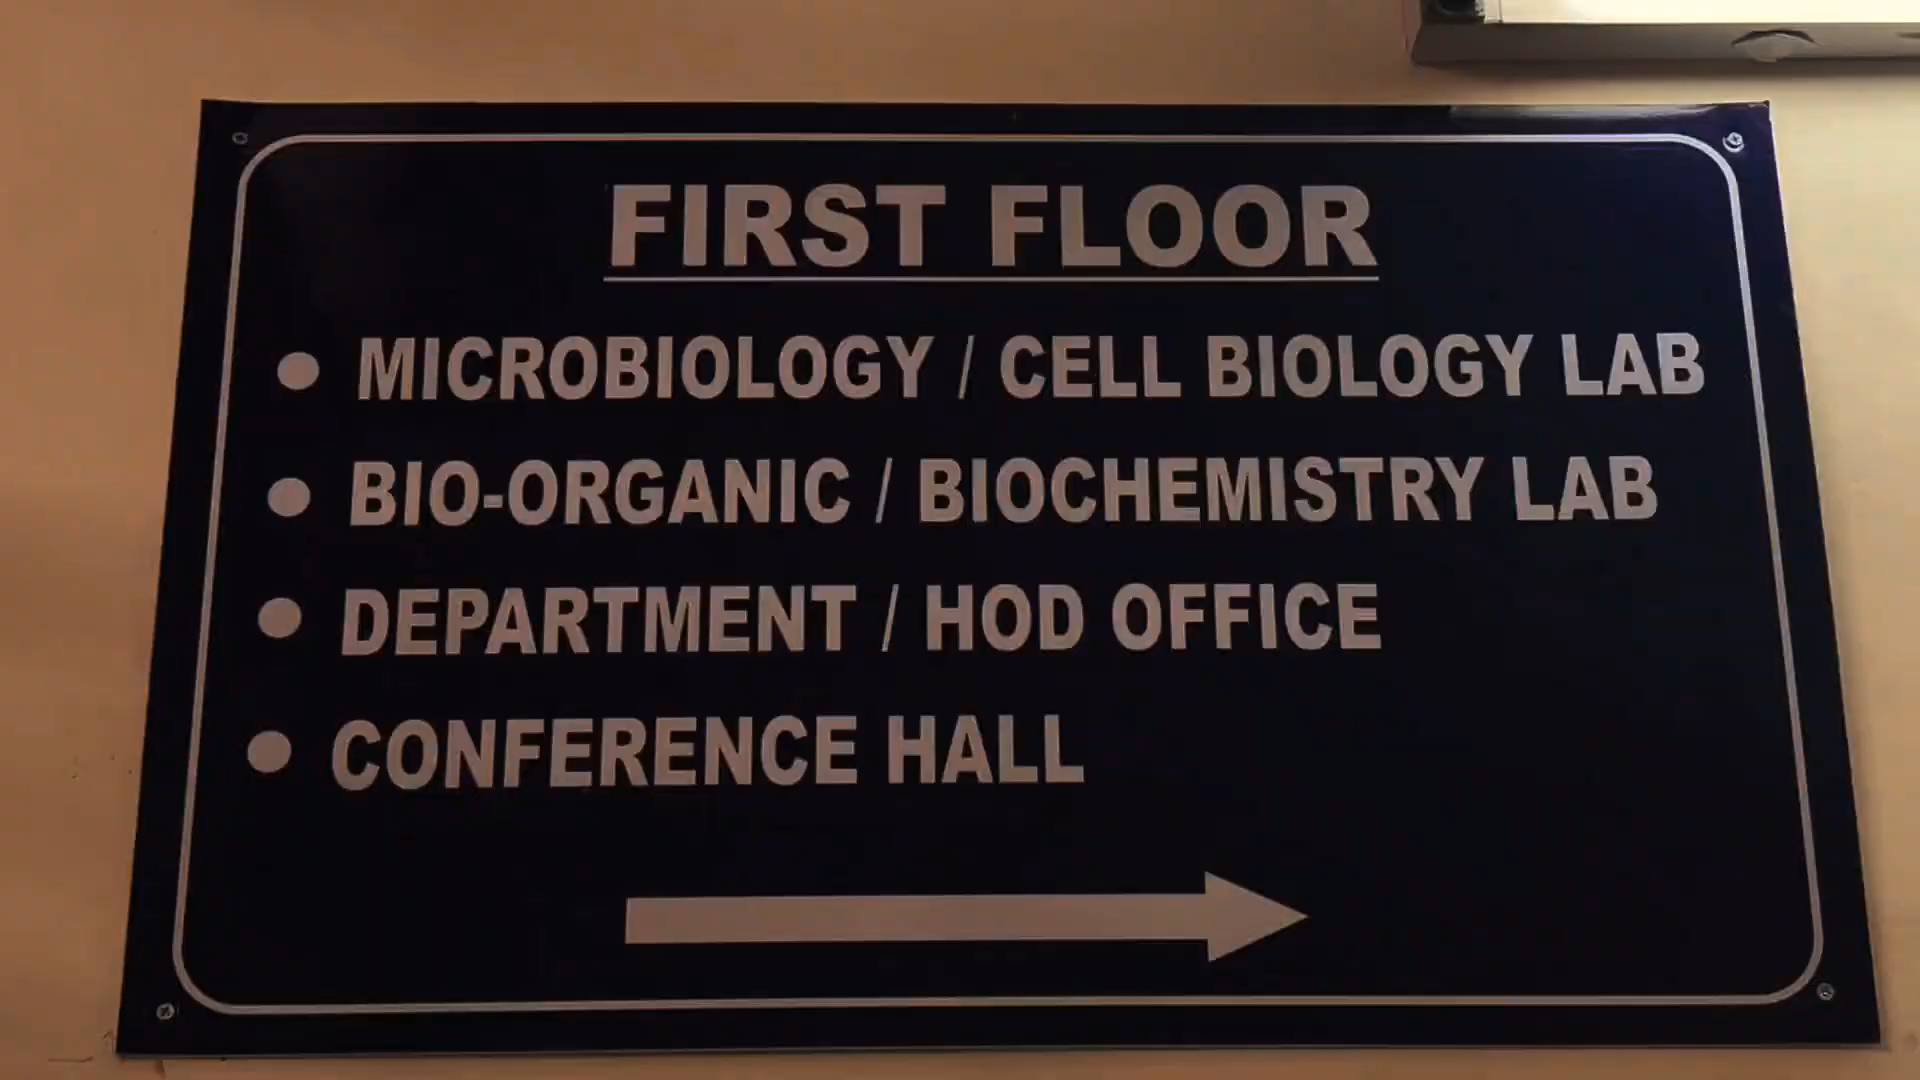 FIRST FLOOR
MICROBIOLOGY / CELL BIOLOGY LAB
BIO-ORGANIC / BIOCHEMISTRY LAB
DEPARTMENT / HOD OFFICE
CONFERENCE HALL